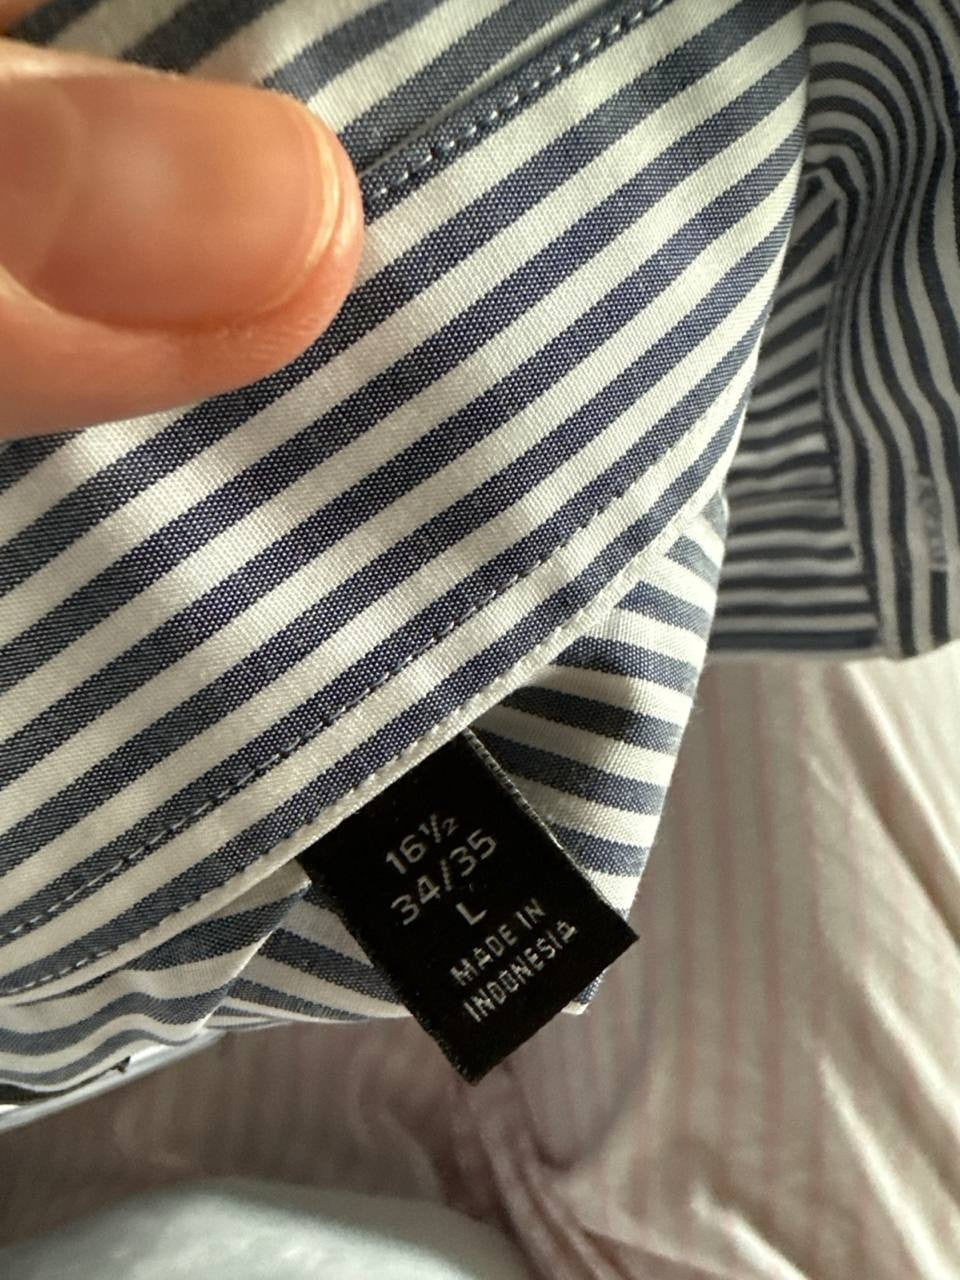 16½
34/35
L
MADE IN
INDONESIA